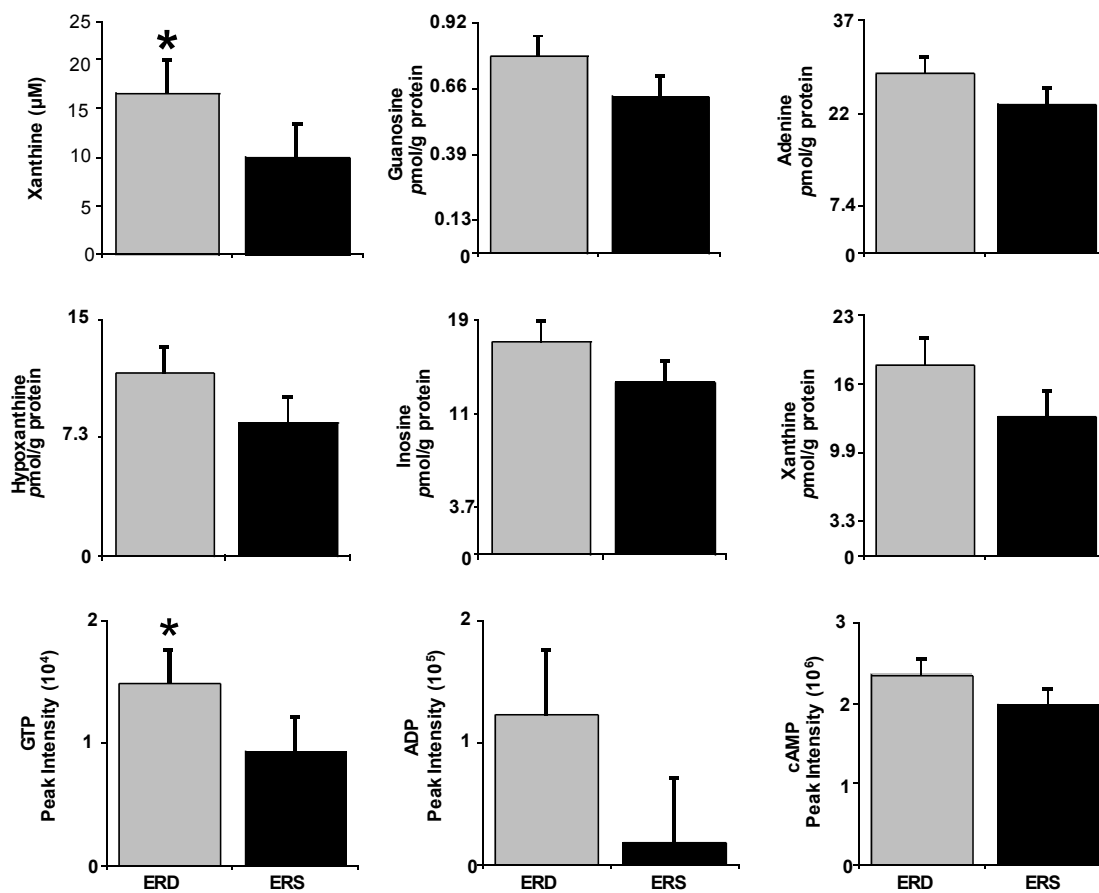 25
20
15
10
5
0
Xanthine (µM)
*
0.92
0.66
0.39
0.13
0
Guanosine
pmol/g protein
37
22
7.4
0
Adenine
pmol/g protein
15
7.3
0
Hypoxanthine
pmol/g protein
19
11
3.7
0
Inosine
pmol/g protein
23
16
9.9
3.3
0
Xanthine
pmol/g protein
2
1
0
GTP
Peak Intensity (10⁴)
*
ERD ERS
2
1
0
ADP
Peak Intensity (10⁵)
ERD ERS
3
2
1
0
cAMP
Peak Intensity (10⁶)
ERD ERS